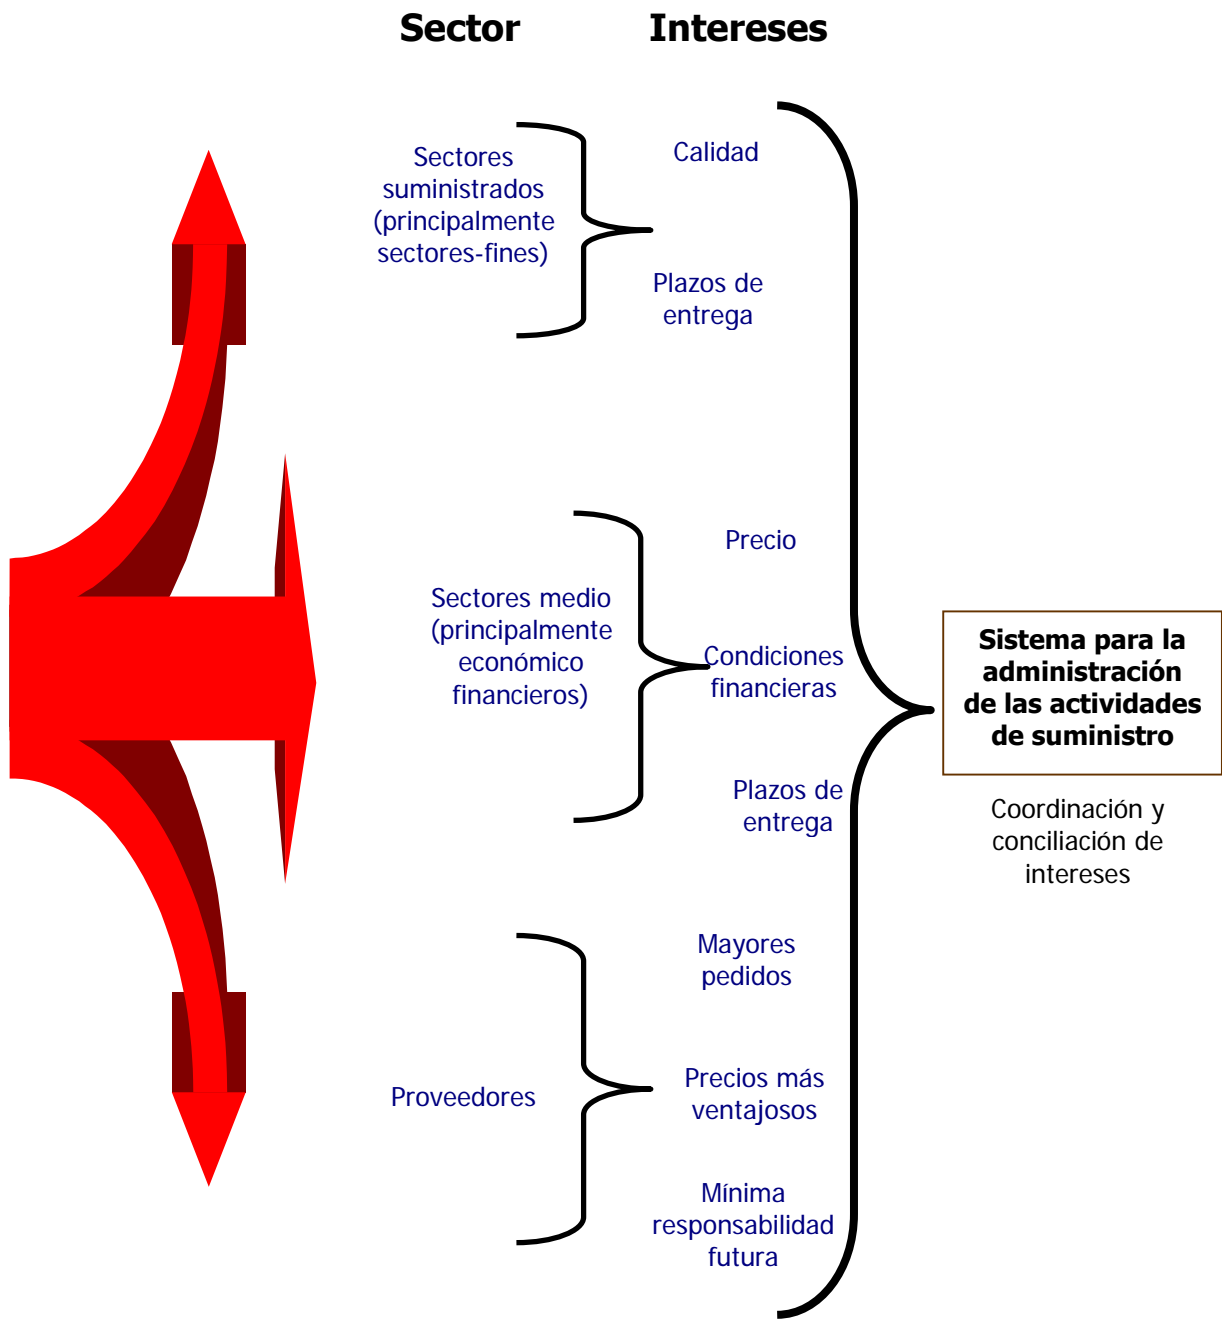 Sector
Intereses
Sectores
suministrados
(principalmente
sectores-fines)
Calidad
Plazos de
entrega
Sectores medio
(principalmente
económico
financieros)
Precio
Condiciones
financieras
Plazos de
entrega
Proveedores
Mayores
pedidos
Precios más
ventajosos
Mínima
responsabilidad
futura
Sistema para la
administración
de las actividades
de suministro
Coordinación y
conciliación de
intereses